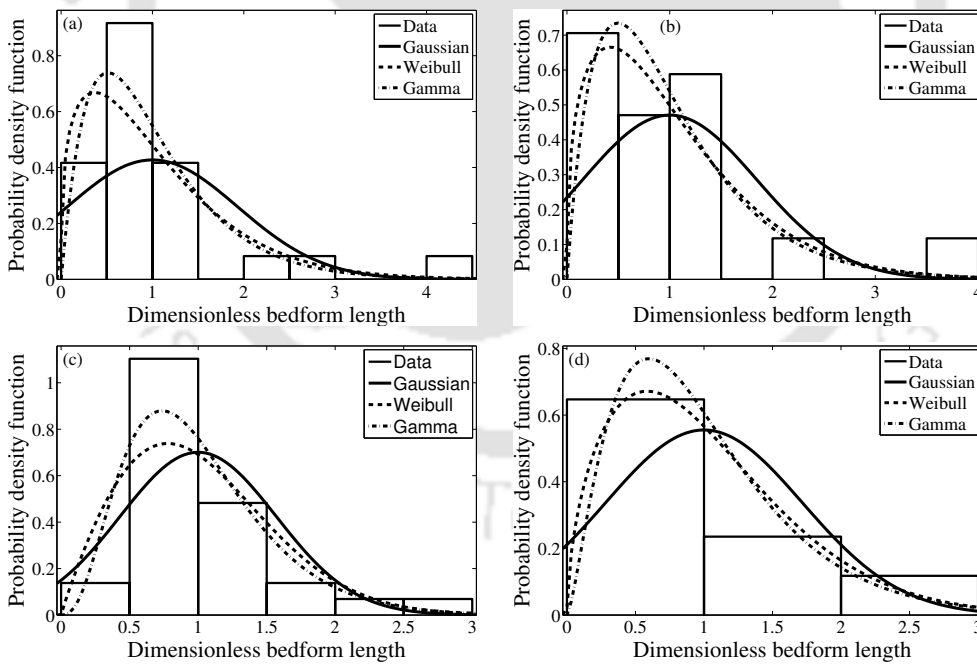 (a)
Data
Gaussian
Weibull
Gamma
Probability density function
0.8
0.6
0.4
0.2
0
0 1 2 3 4
Dimensionless bedform length
(b)
Data
Gaussian
Weibull
Gamma
Probability density function
0.7
0.6
0.5
0.4
0.3
0.2
0.1
0
0 1 2 3 4
Dimensionless bedform length
(c)
Data
Gaussian
Weibull
Gamma
Probability density function
1
0.8
0.6
0.4
0.2
0
0 0.5 1 1.5 2 2.5 3
Dimensionless bedform length
(d)
Data
Gaussian
Weibull
Gamma
Probability density function
0.8
0.6
0.4
0.2
0
0 0.5 1 1.5 2 2.5 3
Dimensionless bedform length